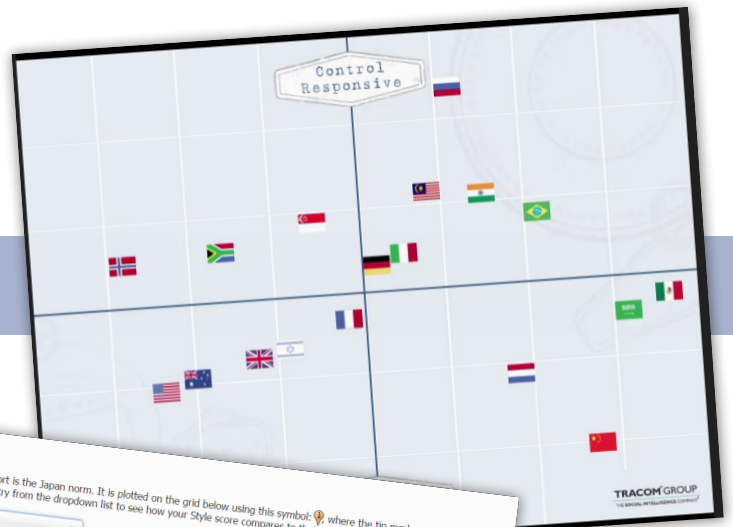 Control
Responsive
TRACOM GROUP
THE SOCIAL INTELLIGENCE COMPANY
ort is the Japan norm. It is plotted on the grid below using this symbol: , where the tip
try from the dropdown list to see how your Style score compares to